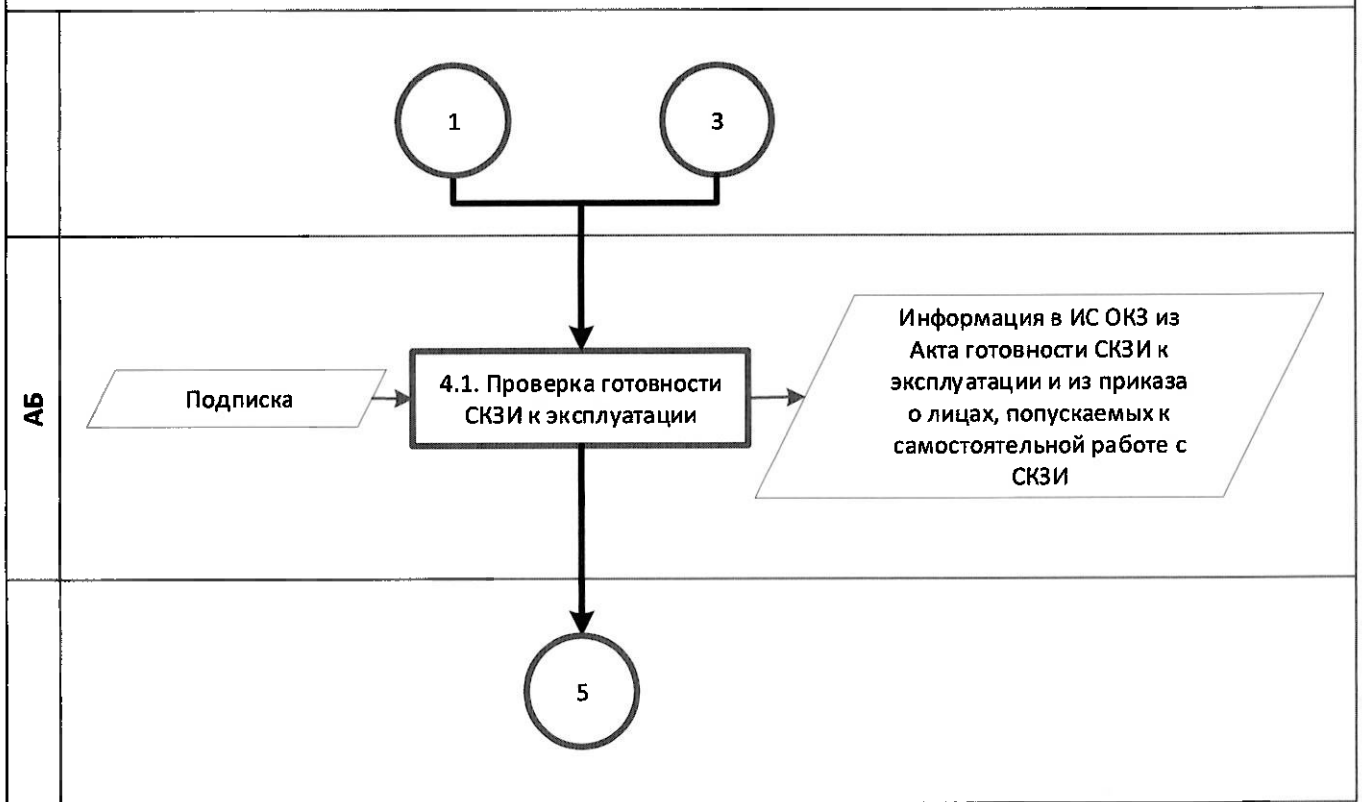 1
3
АБ
Подписка
4.1. Проверка готовности
СКЗИ к эксплуатации
Информация в ИС ОКЗ из
Акта готовности СКЗИ к
эксплуатации и из приказа
о лицах, попускаемых к
самостоятельной работе с
СКЗИ
5